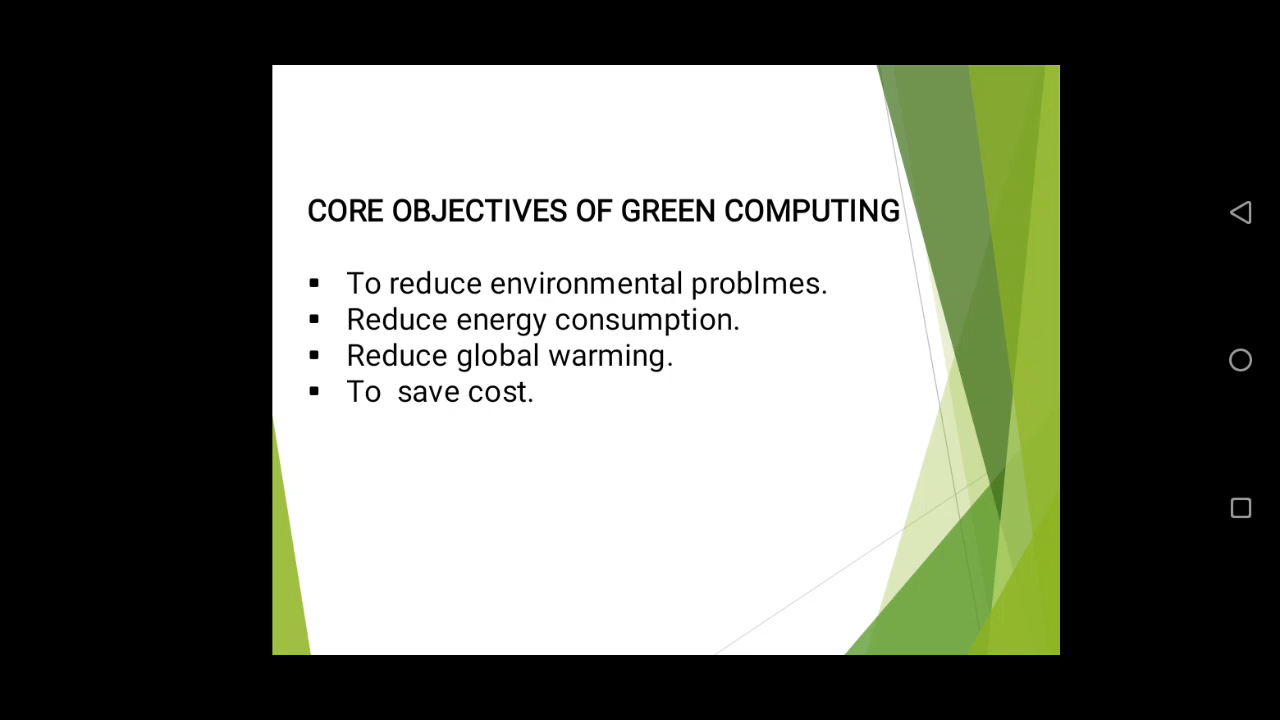 CORE OBJECTIVES OF GREEN COMPUTING
▪ To reduce environmental problmes.
▪ Reduce energy consumption.
▪ Reduce global warming.
▪ To  save cost.